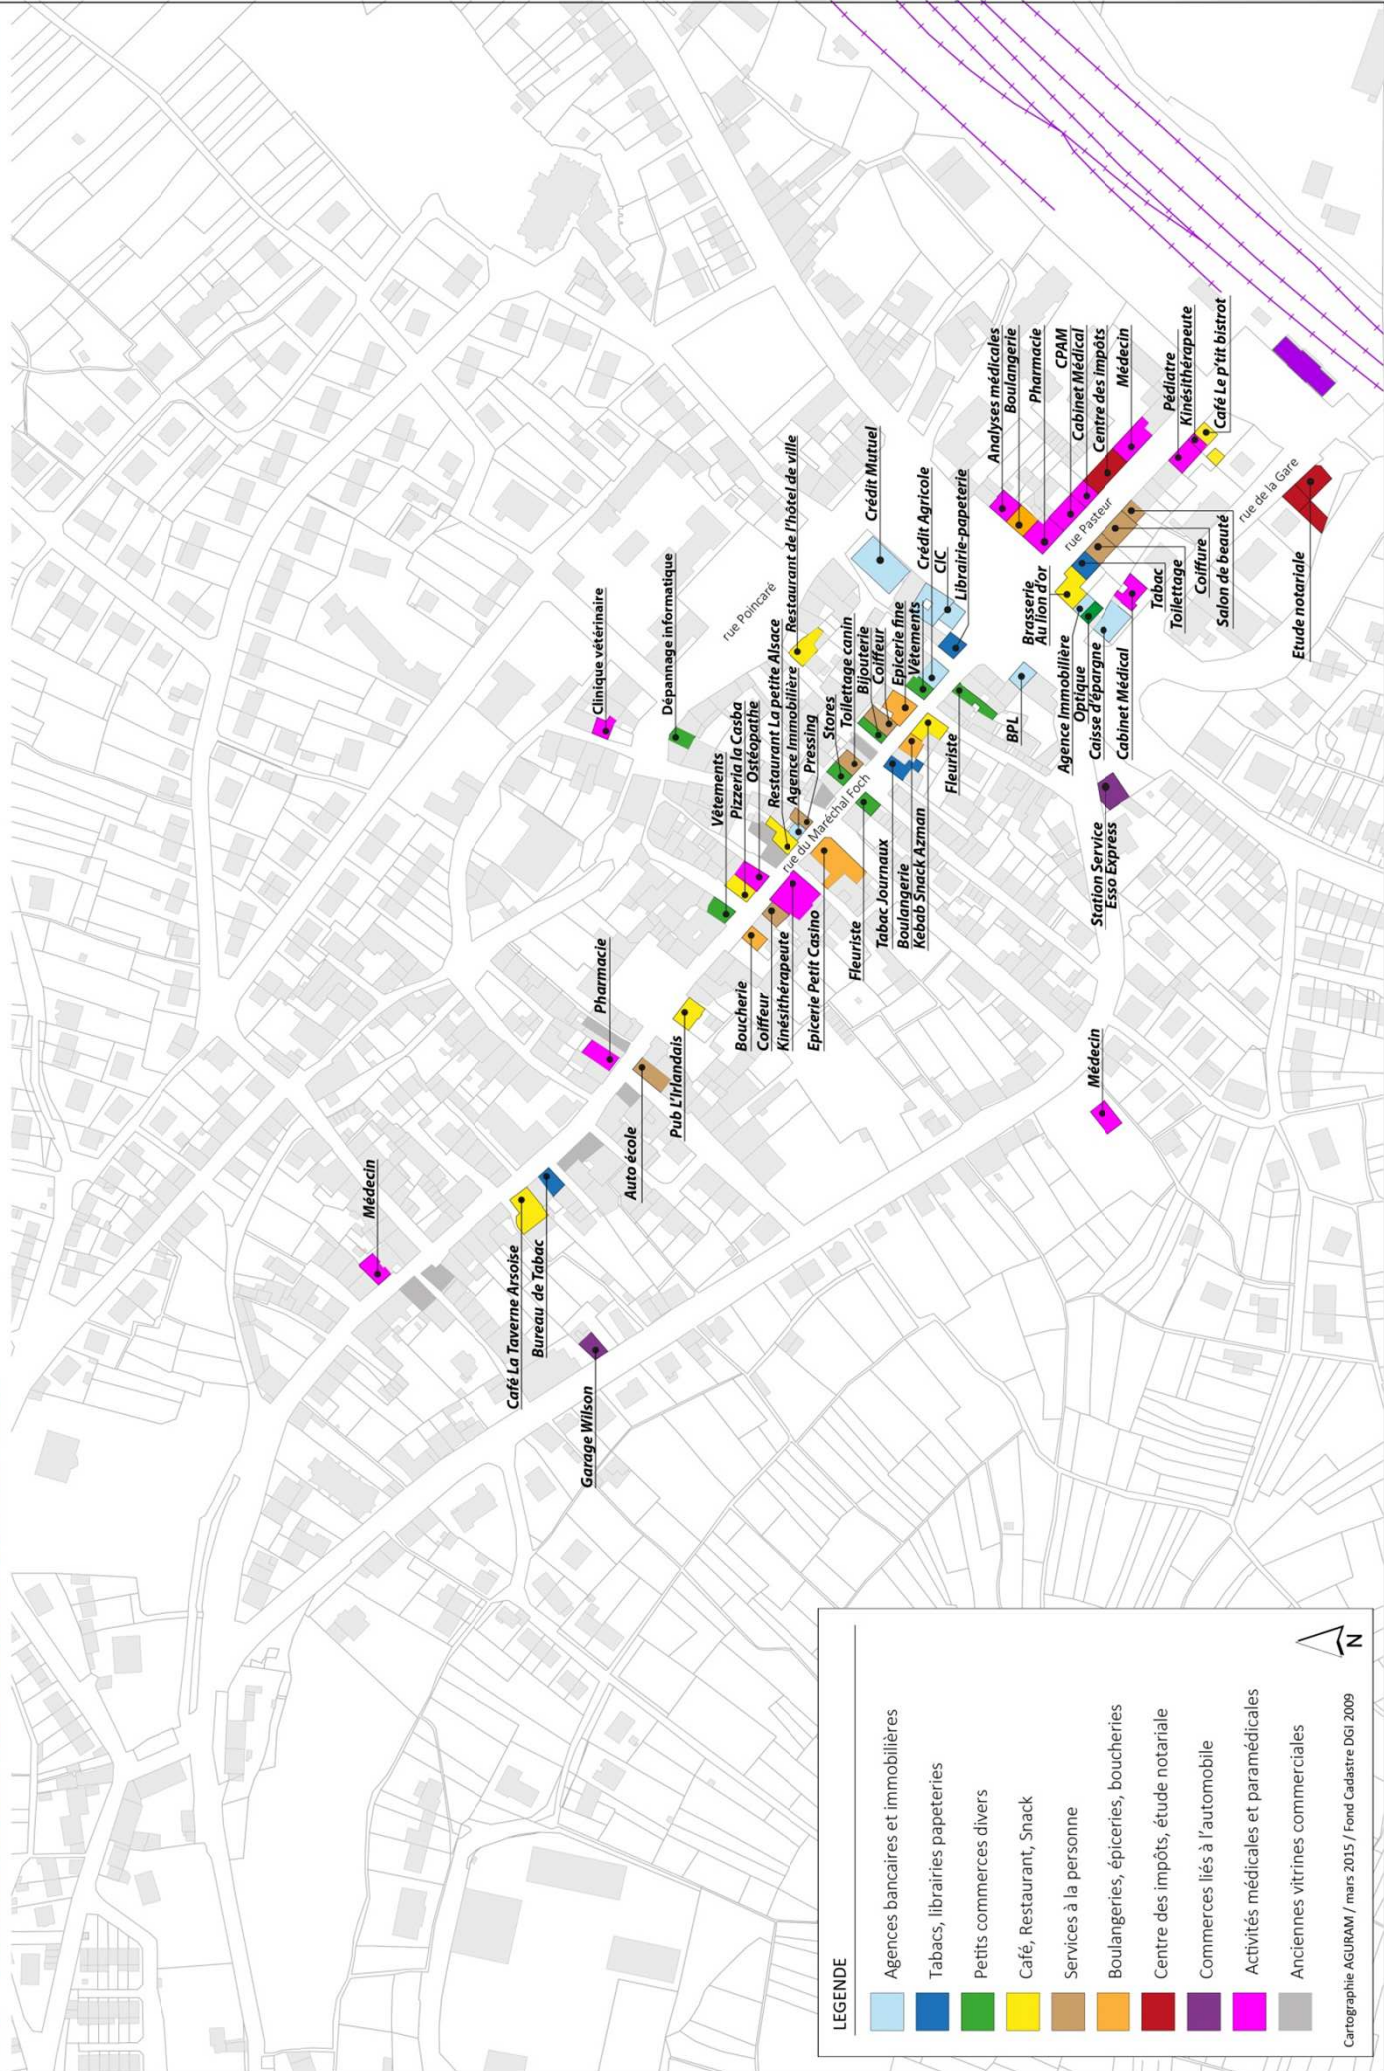 Médecin
Café La Taverne Arsoise
Bureau de Tabac
Garage Wilson
Pharmacie
Auto école
Pub L'Irlandais
Clinique vétérinaire
Dépannage informatique
Vêtements
Pizzeria la Casba
Ostéopathe
Restaurant La petite Alsace
Agence Immobilière
Pressing
Restaurant de l'hôtel de ville
Stores
Toilettage canin
Bijouterie
Coiffeur
Epicerie fine
Vêtements
Crédit Mutuel
Crédit Agricole
CIC
Librairie-papeterie
rue Poincaré
rue du Maréchal Foch
Boucherie
Coiffeur
Kinésithérapeute
Epicerie Petit Casino
Fleuriste
Tabac Journaux
Boulangerie
Kebab Snack Azman
Fleuriste
BPL
Analyses médicales
Boulangerie
Pharmacie
CPAM
Cabinet Médical
Centre des impôts
Médecin
Pédiatre
Kinésithérapeute
Café Le p'tit bistrot
rue Pasteur
rue de la Gare
Brasserie
Au lion d'or
Agence Immobilière
Optique
Caisse d'épargne
Cabinet Médical
Tabac
Toilettage
Coiffure
Salon de beauté
Etude notariale
Station Service
Esso Express
Médecin
LEGENDE
Agences bancaires et immobilières
Tabacs, librairies papeteries
Petits commerces divers
Café, Restaurant, Snack
Services à la personne
Boulangeries, épiceries, boucheries
Centre des impôts, étude notariale
Commerces liés à l'automobile
Activités médicales et paramédicales
Anciennes vitrines commerciales
N
Cartographie AGURAM / mars 2015 / Fond Cadastre DGI 2009